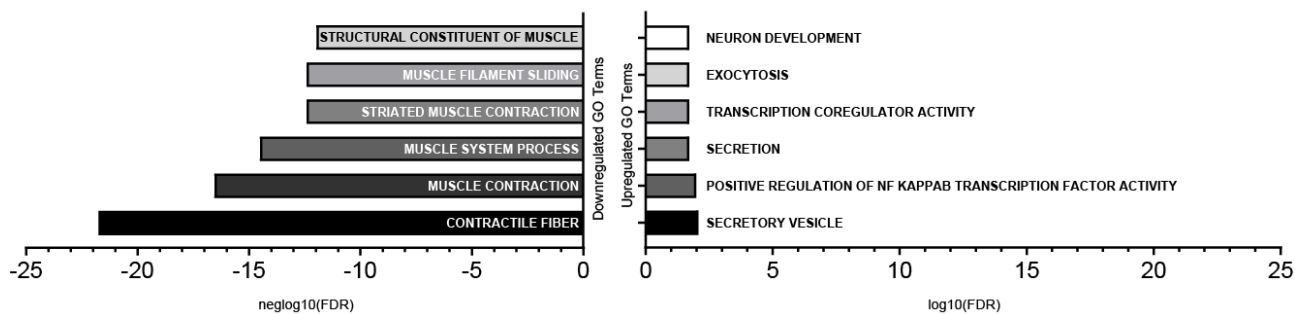 STRUCTURAL CONSTITUENT OF MUSCLE
MUSCLE FILAMENT SLIDING
STRIATED MUSCLE CONTRACTION
MUSCLE SYSTEM PROCESS
MUSCLE CONTRACTION
CONTRACTILE FIBER
Downregulated GO Terms
-25 -20 -15 -10 -5 0
neglog10(FDR)
Upregulated GO Terms
NEURON DEVELOPMENT
EXOCYTOSIS
TRANSCRIPTION COREGULATOR ACTIVITY
SECRETION
POSITIVE REGULATION OF NF KAPPAB TRANSCRIPTION FACTOR ACTIVITY
SECRETORY VESICLE
0 5 10 15 20 25
log10(FDR)